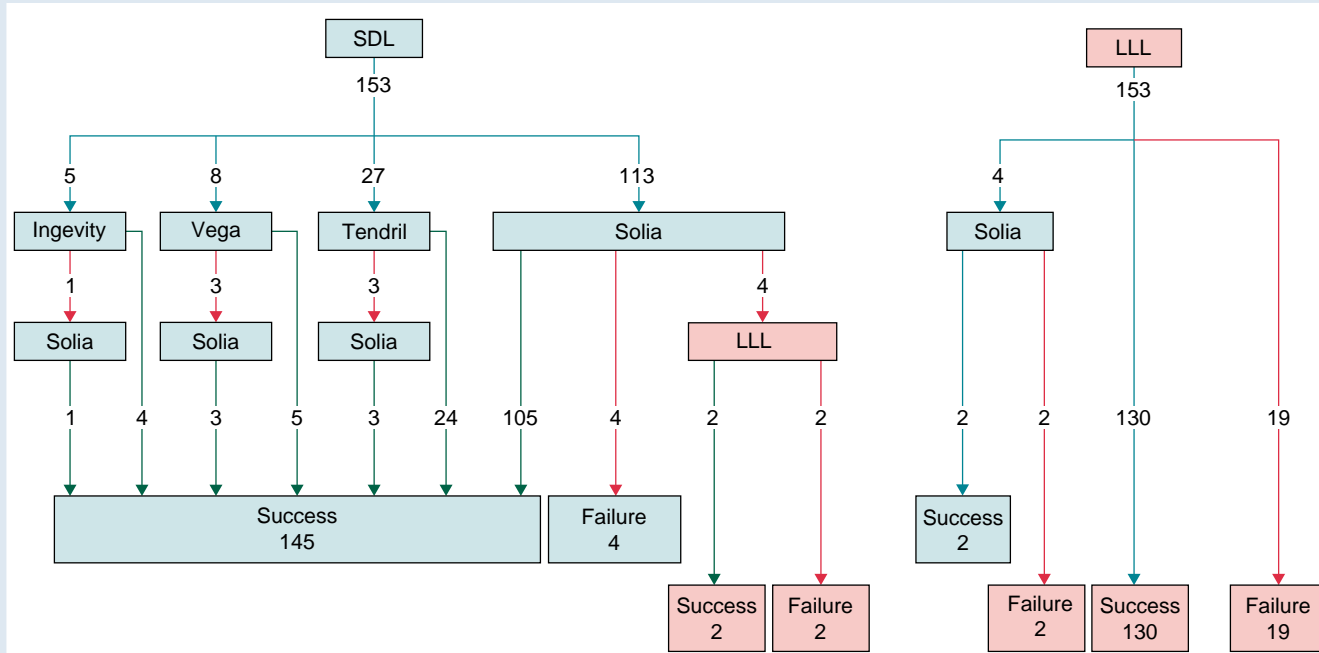 SDL
153
5 8 27 113
Ingevity Vega Tendril Solia
1 3 3 4
Solia Solia Solia LLL
1 4 3 5 3 24 105 4 2 2
Success
145
Failure
4
Success
2
Failure
2
LLL
153
4
Solia
2 2 130 19
Success
2
Failure
2
Success
130
Failure
19